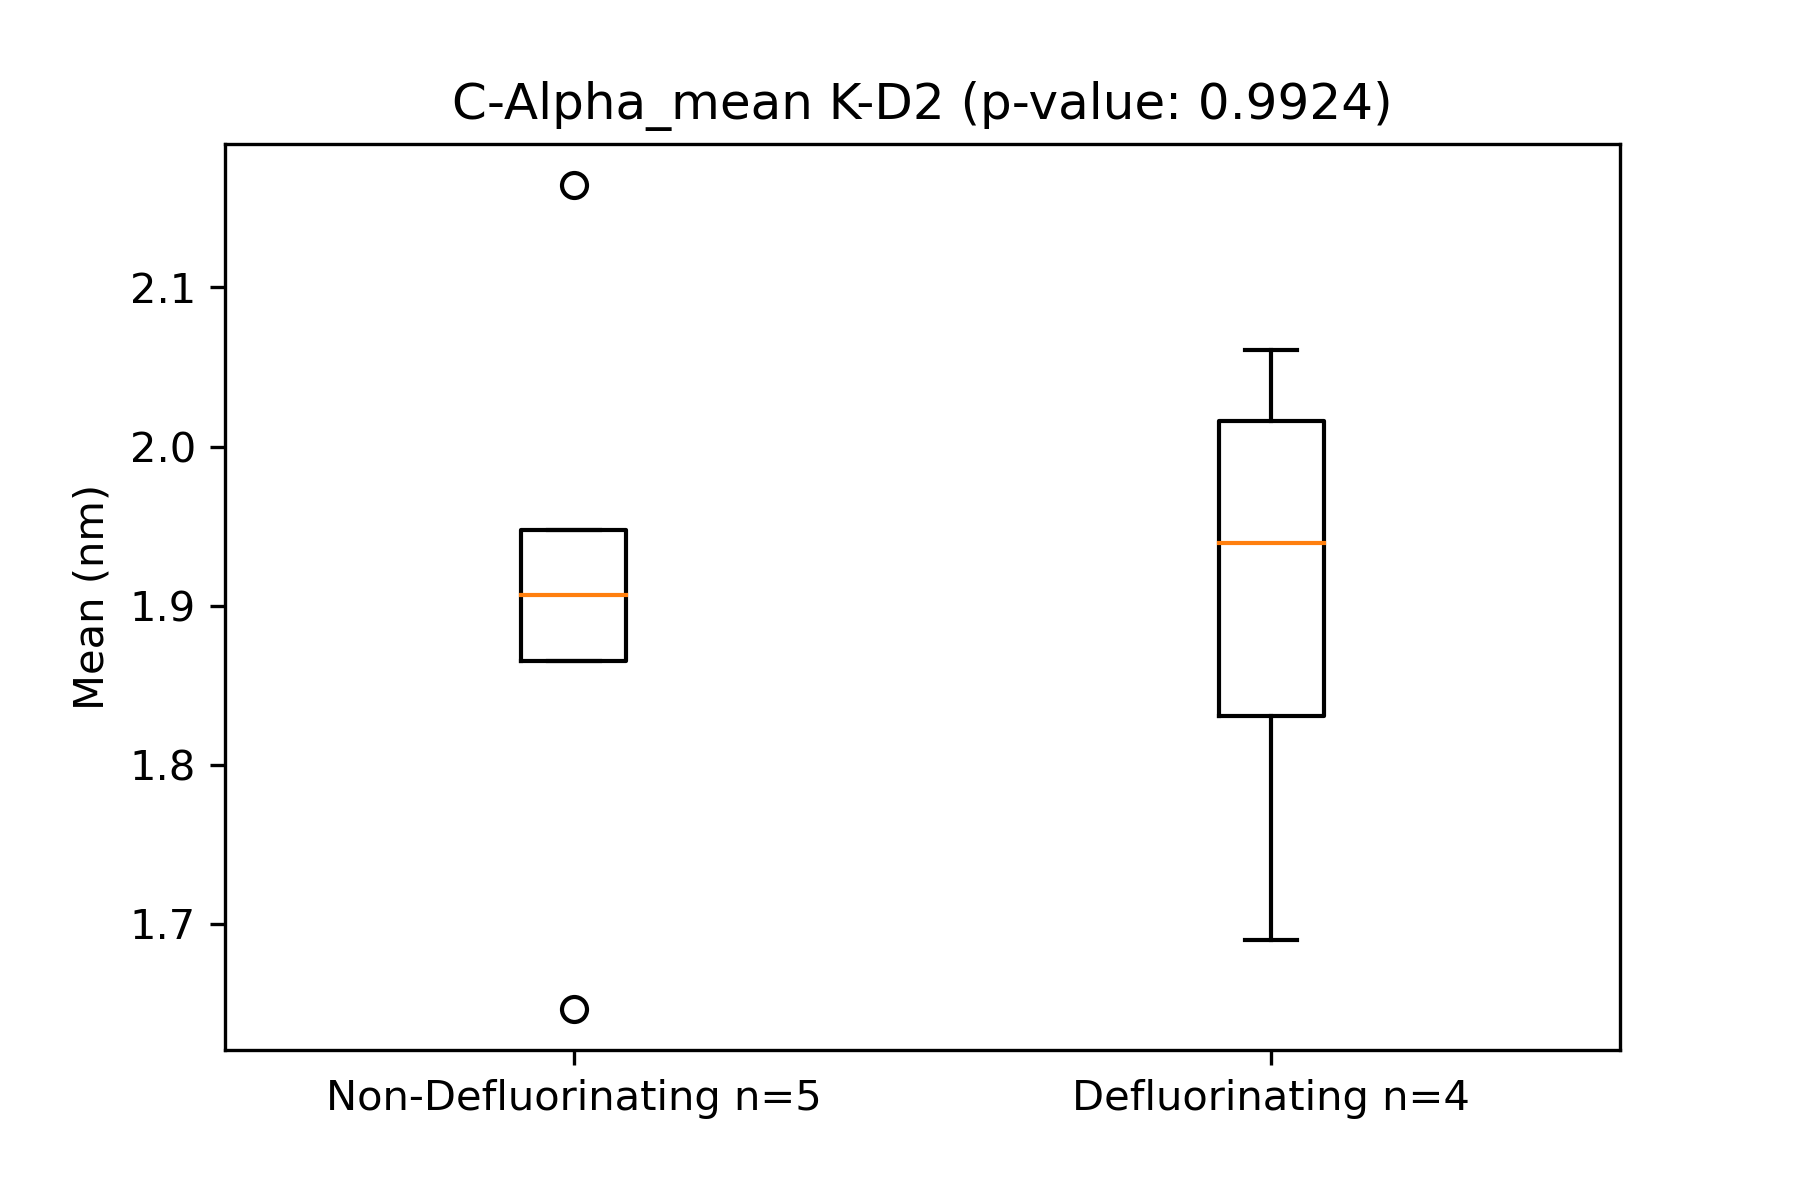 C-Alpha_mean K-D2 (p-value: 0.9924)
Mean (nm)
2.1
2.0
1.9
1.8
1.7
Non-Defluorinating n=5
Defluorinating n=4